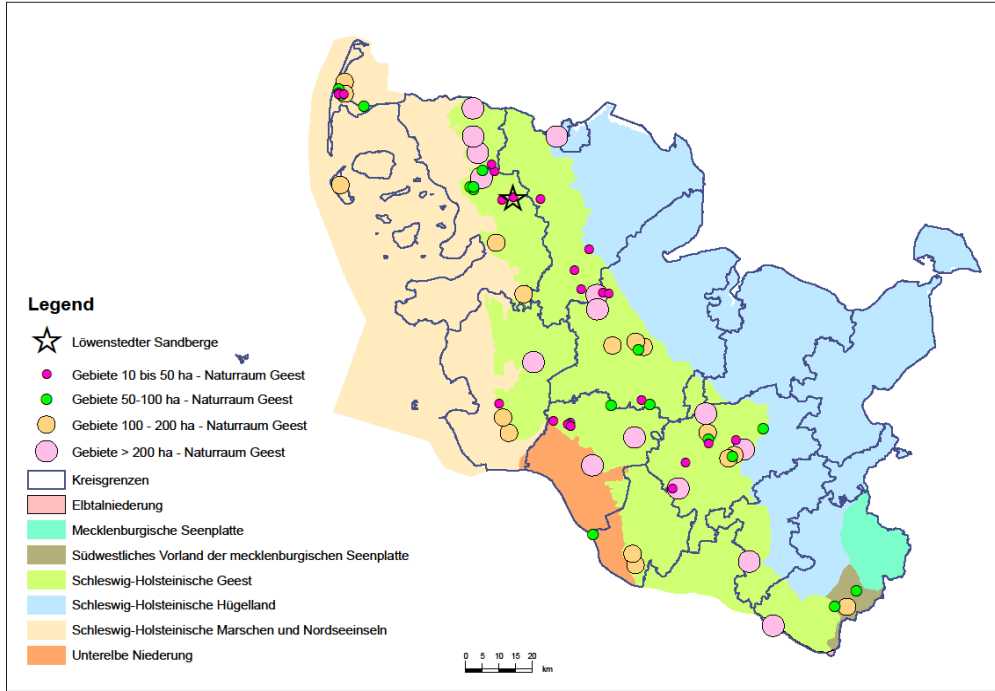 Legend
Löwenstedter Sandberge
Gebiete 10 bis 50 ha - Naturraum Geest
Gebiete 50-100 ha - Naturraum Geest
Gebiete 100 - 200 ha - Naturraum Geest
Gebiete > 200 ha - Naturraum Geest
Kreisgrenzen
Elbtalniederung
Mecklenburgische Seenplatte
Südwestliches Vorland der mecklenburgischen Seenplatte
Schleswig-Holsteinische Geest
Schleswig-Holsteinische Hügelland
Schleswig-Holsteinische Marschen und Nordseeinseln
Unterelbe Niederung
0 5 10 15 20
km